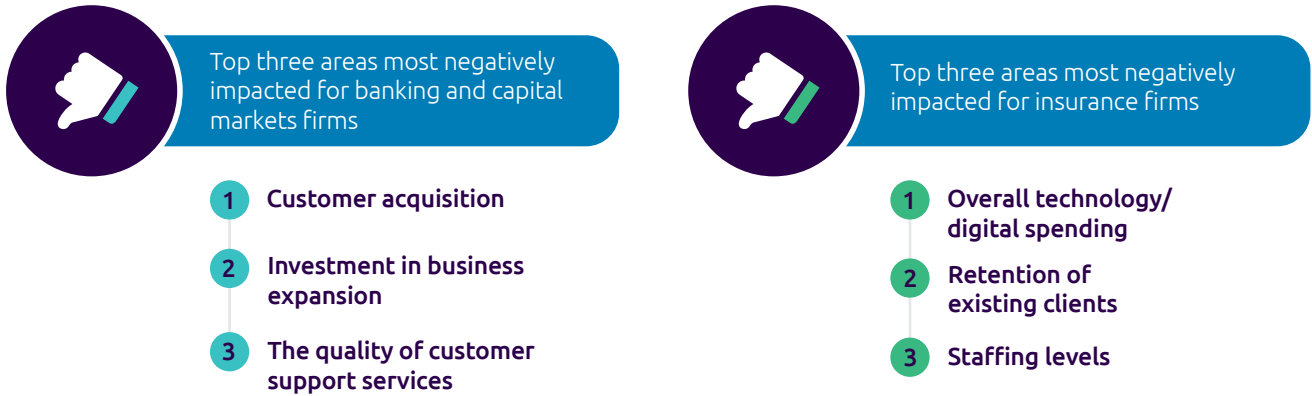 Top three areas most negatively
impacted for banking and capital
markets firms
1 Customer acquisition
2 Investment in business
expansion
3 The quality of customer
support services
Top three areas most negatively
impacted for insurance firms
1 Overall technology/
digital spending
2 Retention of
existing clients
3 Staffing levels